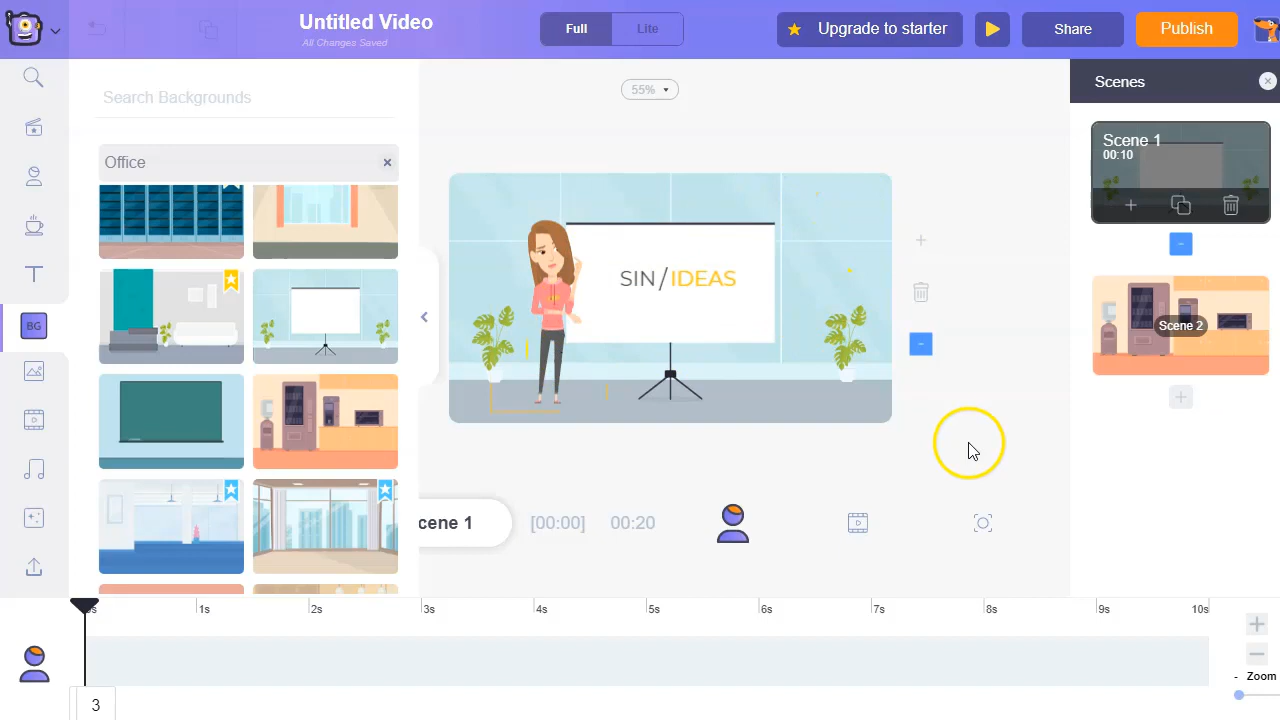 Untitled Video
All Changes Saved
Full
Lite
Upgrade to starter
Share
Publish
Search Backgrounds
55%
Scenes
Office
Scene 1
00:10
SIN/IDEAS
BG
Scene 2
cene 1
[00:00]
00:20
0s
1s
2s
3s
4s
5s
6s
7s
8s
9s
10s
- Zoom
3